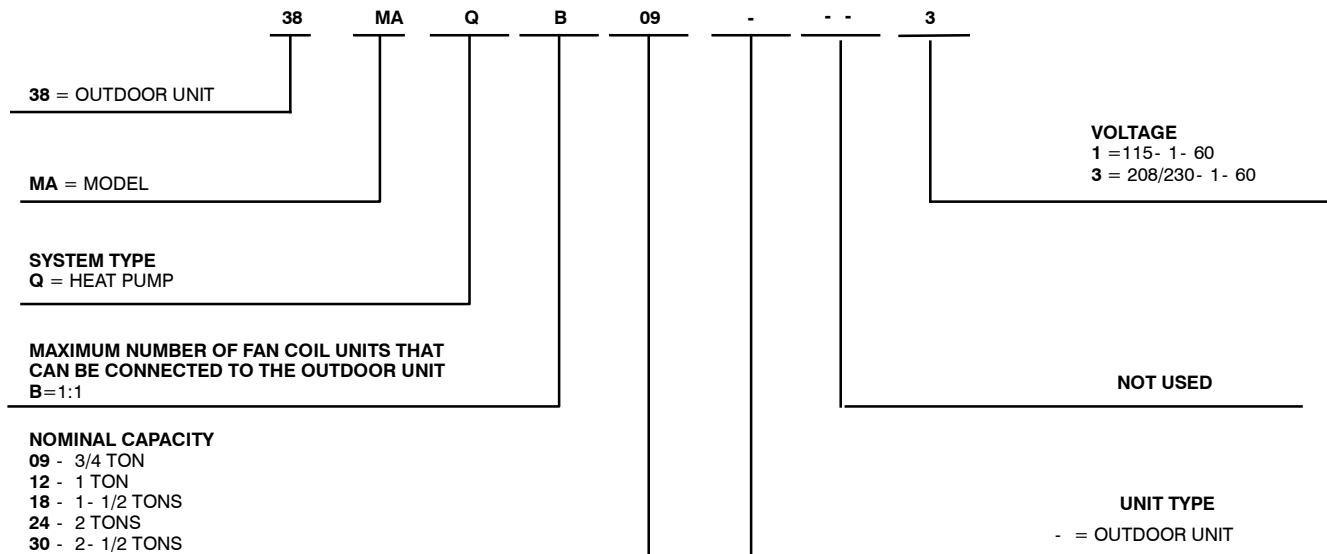 38 MA Q B 09 - - - 3
38 = OUTDOOR UNIT
MA = MODEL
SYSTEM TYPE
Q = HEAT PUMP
MAXIMUM NUMBER OF FAN COIL UNITS THAT
CAN BE CONNECTED TO THE OUTDOOR UNIT
B=1:1
NOMINAL CAPACITY
09 - 3/4 TON
12 - 1 TON
18 - 1- 1/2 TONS
24 - 2 TONS
30 - 2- 1/2 TONS
VOLTAGE
1 =115- 1- 60
3 = 208/230- 1- 60
NOT USED
UNIT TYPE
- = OUTDOOR UNIT